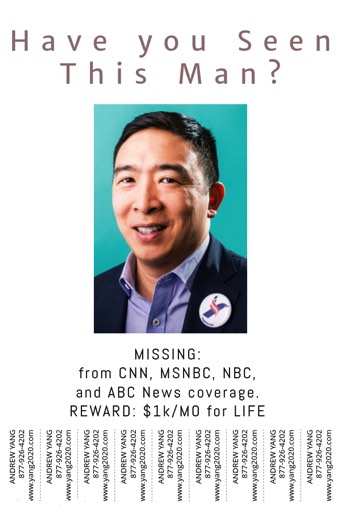 Have you Seen
This Man?
MISSING:
from CNN, MSNBC, NBC,
and ABC News coverage.
REWARD: $1k/MO for LIFE
ANDREW YANG
877-926-4202
www.yang2020.com
ANDREW YANG
877-926-4202
www.yang2020.com
ANDREW YANG
877-926-4202
www.yang2020.com
ANDREW YANG
877-926-4202
www.yang2020.com
ANDREW YANG
877-926-4202
www.yang2020.com
ANDREW YANG
877-926-4202
www.yang2020.com
ANDREW YANG
877-926-4202
www.yang2020.com
ANDREW YANG
877-926-4202
www.yang2020.com
ANDREW YANG
877-926-4202
www.yang2020.com